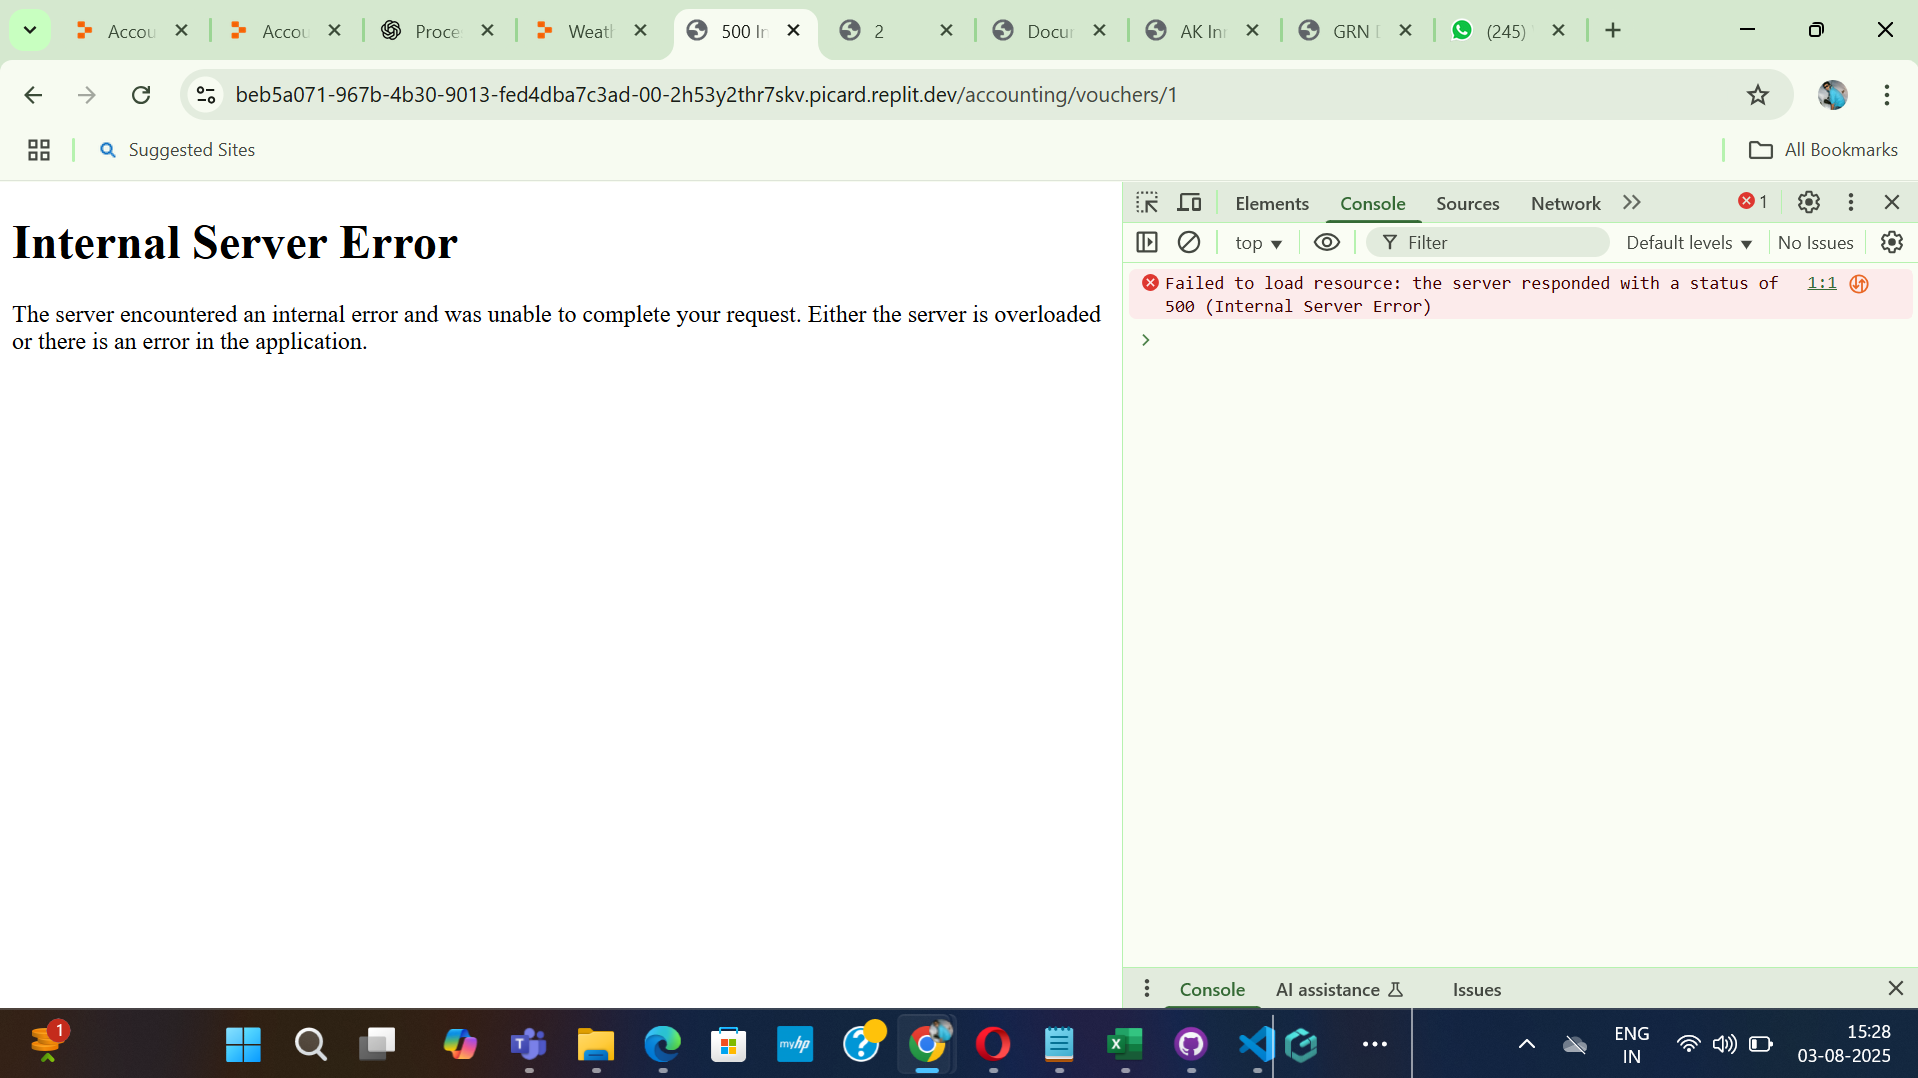 Accou
Accou
Proce
Weath
500 In
2
Docur
AK Inr
GRN
(245)
beb5a071-967b-4b30-9013-fed4dba7c3ad-00-2h53y2thr7skv.picard.replit.dev/accounting/vouchers/1
Suggested Sites
All Bookmarks
Internal Server Error
The server encountered an internal error and was unable to complete your request. Either the server is overloaded
or there is an error in the application.
Elements Console Sources Network 1
top Filter Default levels No Issues
Failed to load resource: the server responded with a status of 1:1
500 (Internal Server Error)
Console AI assistance Issues
1
myhp
ENG
IN
15:28
03-08-2025